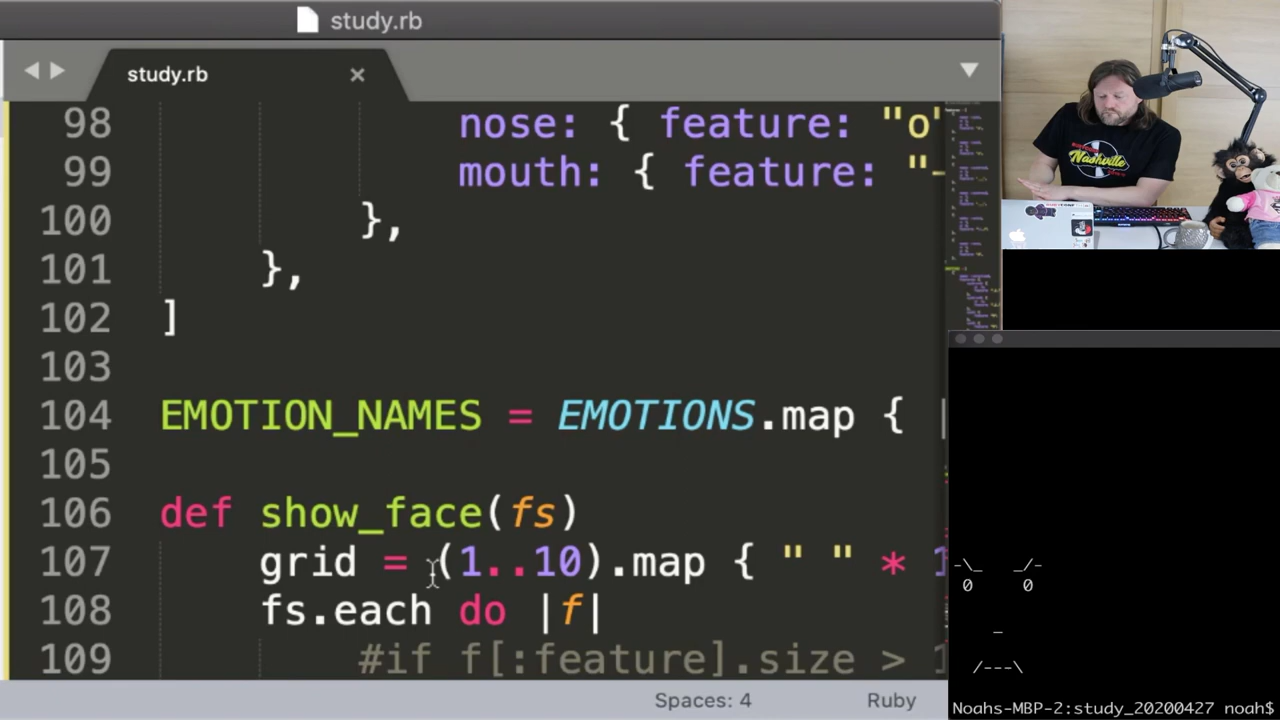 study.rb
study.rb
98 nose: { feature: "o"
99 mouth: { feature: "-
100 },
101 },
102 ]
103
104 EMOTION_NAMES = EMOTIONS.map { |
105
106 def show_face(fs)
107 grid = (1..10).map { " " * 1
108 fs.each do |f|
109 #if f[:feature].size > 1
Spaces: 4 Ruby
Nashville
-\_ _/-
0 0
_
/---\
Noahs-MBP-2:study_20200427 noah$